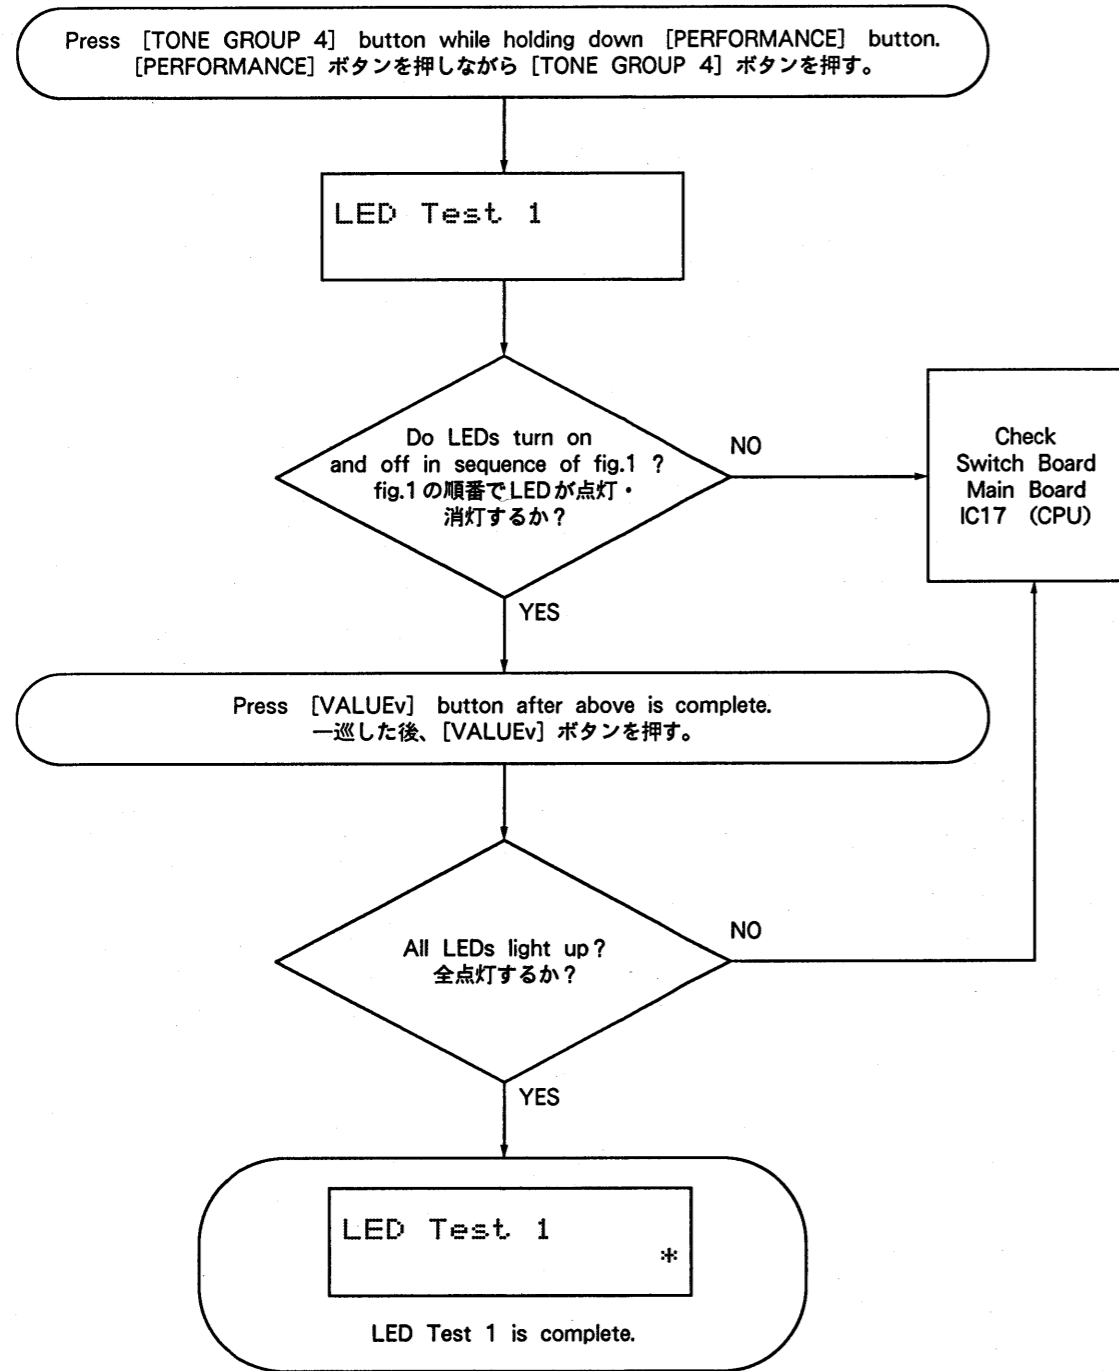 Press [TONE GROUP 4] button while holding down [PERFORMANCE] button.
[PERFORMANCE] ボタンを押しながら [TONE GROUP 4] ボタンを押す。
LED Test 1
Do LEDs turn on
and off in sequence of fig.1 ?
fig.1の順番でLEDが点灯・
消灯するか?
NO
Check
Switch Board
Main Board
IC17 (CPU)
YES
Press [VALUEv] button after above is complete.
一巡した後、[VALUEv] ボタンを押す。
All LEDs light up?
全点灯するか?
NO
YES
LED Test 1
*
LED Test 1 is complete.